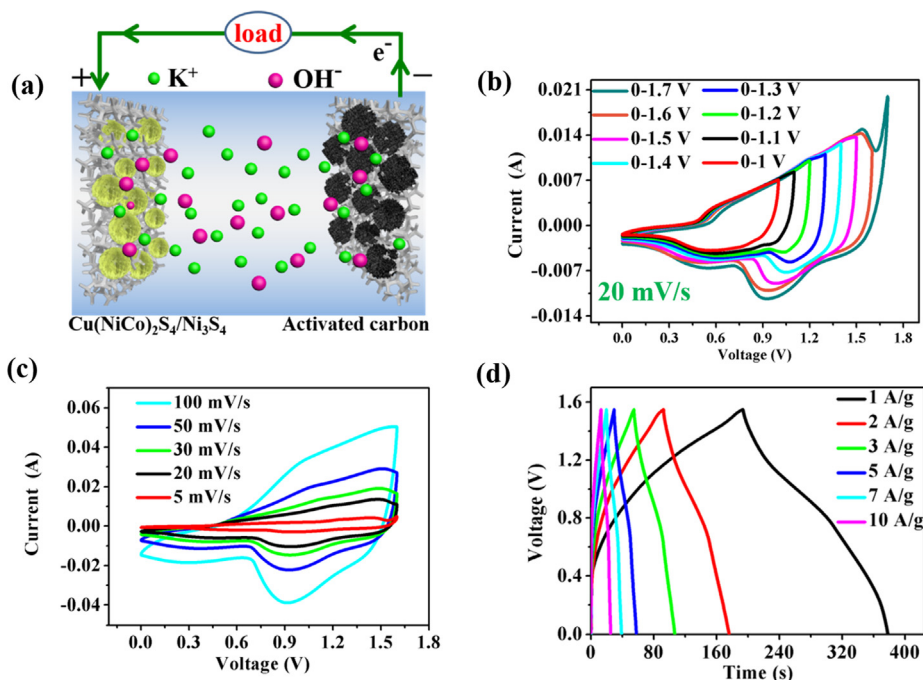 (a)
load
e-
+
−
K+
OH-
Cu(NiCo)2S4/Ni3S4
Activated carbon
(b)
0.021
0.014
0.007
0.000
-0.007
-0.014
Current (A)
0-1.7 V
0-1.6 V
0-1.5 V
0-1.4 V
0-1.3 V
0-1.2 V
0-1.1 V
0-1 V
20 mV/s
0.0 0.3 0.6 0.9 1.2 1.5 1.8
Voltage (V)
(c)
0.06
0.04
0.02
0.00
-0.02
-0.04
Current (A)
100 mV/s
50 mV/s
30 mV/s
20 mV/s
5 mV/s
0.0 0.3 0.6 0.9 1.2 1.5 1.8
Voltage (V)
(d)
1.6
1.2
0.8
0.4
0.0
Voltage (V)
1 A/g
2 A/g
3 A/g
5 A/g
7 A/g
10 A/g
0 80 160 240 320 400
Time (s)